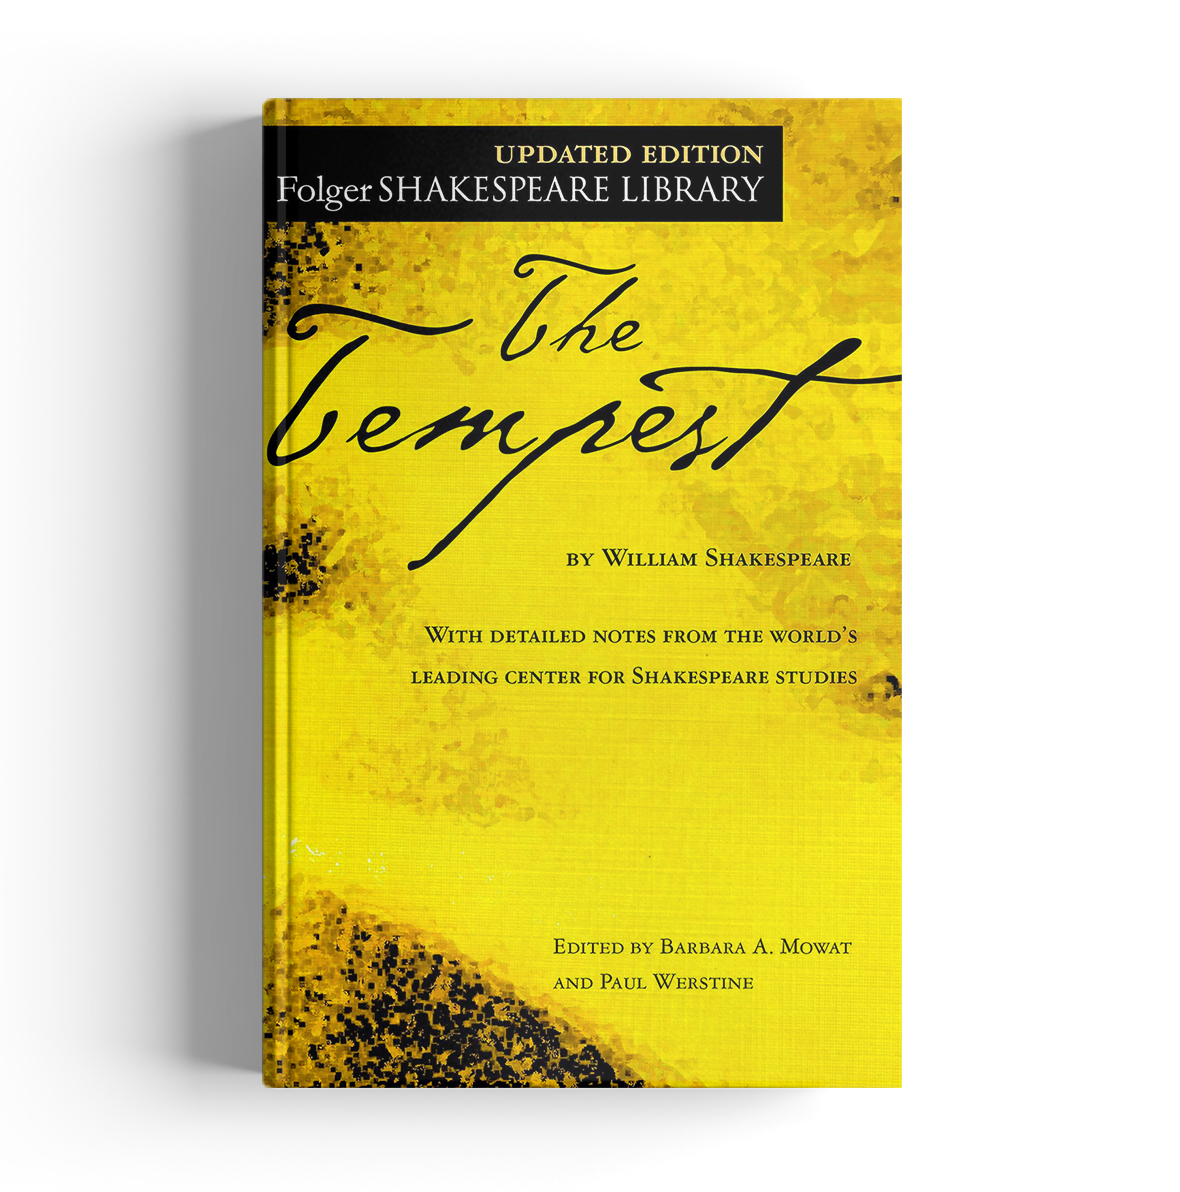 UPDATED EDITION
Folger SHAKESPEARE LIBRARY
The
Tempest
BY WILLIAM SHAKESPEARE
WITH DETAILED NOTES FROM THE WORLD'S
LEADING CENTER FOR SHAKESPEARE STUDIES
EDITED BY BARBARA A. MOWAT
AND PAUL WERSTINE